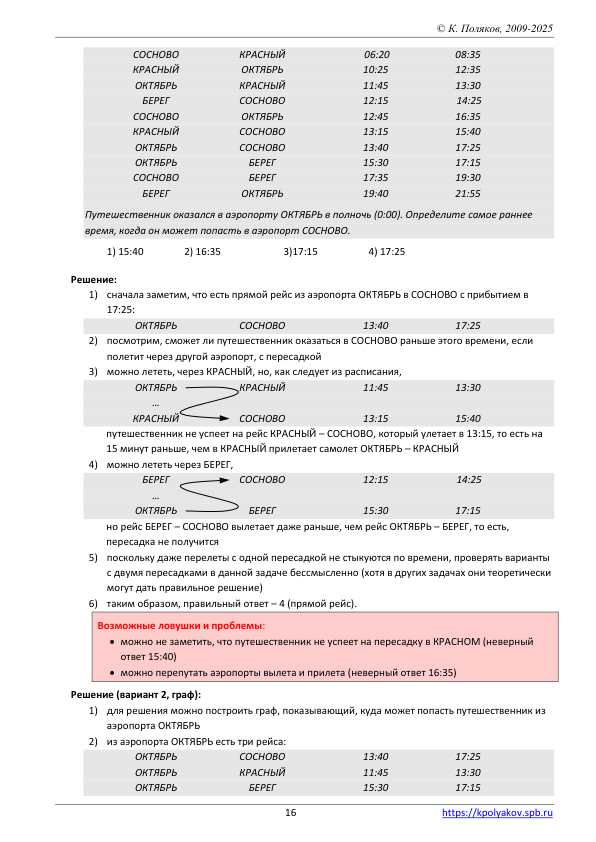 © К. Поляков, 2009-2025
СОСНОВО КРАСНЫЙ 06:20 08:35
КРАСНЫЙ ОКТЯБРЬ 10:25 12:35
ОКТЯБРЬ КРАСНЫЙ 11:45 13:30
БЕРЕГ СОСНОВО 12:15 14:25
СОСНОВО ОКТЯБРЬ 12:45 16:35
КРАСНЫЙ СОСНОВО 13:15 15:40
ОКТЯБРЬ СОСНОВО 13:40 17:25
ОКТЯБРЬ БЕРЕГ 15:30 17:15
СОСНОВО БЕРЕГ 17:35 19:30
БЕРЕГ ОКТЯБРЬ 19:40 21:55
Путешественник оказался в аэропорту ОКТЯБРЬ в полночь (0:00). Определите самое раннее
время, когда он может попасть в аэропорт СОСНОВО.
1) 15:40 2) 16:35 3)17:15 4) 17:25
Решение:
1) сначала заметим, что есть прямой рейс из аэропорта ОКТЯБРЬ в СОСНОВО с прибытием в
17:25:
ОКТЯБРЬ СОСНОВО 13:40 17:25
2) посмотрим, сможет ли путешественник оказаться в СОСНОВО раньше этого времени, если
полетит через другой аэропорт, с пересадкой
3) можно лететь, через КРАСНЫЙ, но, как следует из расписания,
ОКТЯБРЬ КРАСНЫЙ 11:45 13:30
…
КРАСНЫЙ СОСНОВО 13:15 15:40
путешественник не успеет на рейс КРАСНЫЙ – СОСНОВО, который улетает в 13:15, то есть на
15 минут раньше, чем в КРАСНЫЙ прилетает самолет ОКТЯБРЬ – КРАСНЫЙ
4) можно лететь через БЕРЕГ,
БЕРЕГ СОСНОВО 12:15 14:25
…
ОКТЯБРЬ БЕРЕГ 15:30 17:15
но рейс БЕРЕГ – СОСНОВО вылетает даже раньше, чем рейс ОКТЯБРЬ – БЕРЕГ, то есть,
пересадка не получится
5) поскольку даже перелеты с одной пересадкой не стыкуются по времени, проверять варианты
с двумя пересадками в данной задаче бессмысленно (хотя в других задачах они теоретически
могут дать правильное решение)
6) таким образом, правильный ответ – 4 (прямой рейс).
Возможные ловушки и проблемы:
• можно не заметить, что путешественник не успеет на пересадку в КРАСНОМ (неверный
ответ 15:40)
• можно перепутать аэропорты вылета и прилета (неверный ответ 16:35)
Решение (вариант 2, граф):
1) для решения можно построить граф, показывающий, куда может попасть путешественник из
аэропорта ОКТЯБРЬ
2) из аэропорта ОКТЯБРЬ есть три рейса:
ОКТЯБРЬ СОСНОВО 13:40 17:25
ОКТЯБРЬ КРАСНЫЙ 11:45 13:30
ОКТЯБРЬ БЕРЕГ 15:30 17:15
16 https://kpolyakov.spb.ru